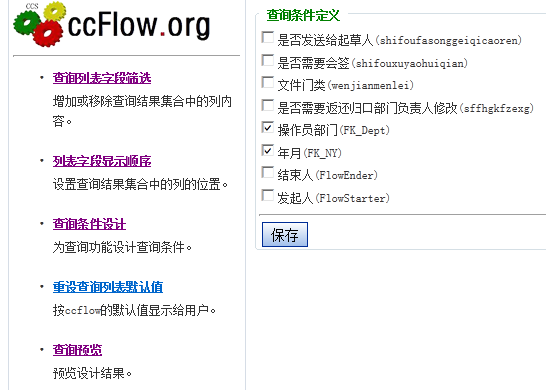 CCS
ccFlow.org
查询列表字段筛选
增加或移除查询结果集合中的列内
容。
列表字段显示顺序
设置查询结果集合中的列的位置。
查询条件设计
为查询功能设计查询条件。
重设查询列表默认值
按ccflow的默认值显示给用户。
查询预览
预览设计结果。
查询条件定义
是否发送给起草人(shifoufasonggeiqicaoren)
是否需要会签(shifouxuyaohuiqian)
文件门类(wenjianmenlei)
是否需要返还归口部门负责人修改(sffhgkfzexg)
操作员部门(FK_Dept)
年月(FK_NY)
结束人(FlowEnder)
发起人(FlowStarter)
保存